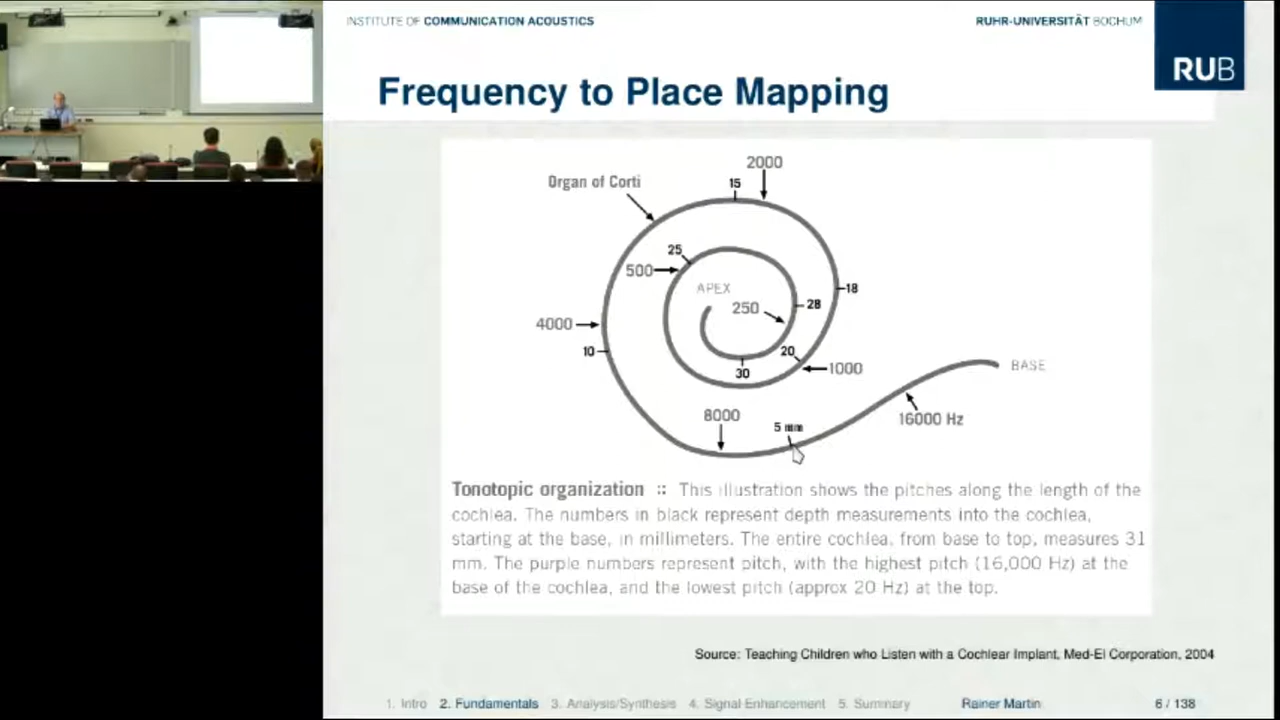 INSTITUTE OF COMMUNICATION ACOUSTICS
RUHR-UNIVERSITÄT BOCHUM
RUB
Frequency to Place Mapping
2000
Organ of Corti
15
25
500
APEX
18
250
28
4000
10
20
30
1000
BASE
8000
5 mm
16000 Hz
Tonotopic organization :: This illustration shows the pitches along the length of the
cochlea. The numbers in black represent depth measurements into the cochlea,
starting at the base, in millimeters. The entire cochlea, from base to top, measures 31
mm. The purple numbers represent pitch, with the highest pitch (16,000 Hz) at the
base of the cochlea, and the lowest pitch (approx 20 Hz) at the top.
Source: Teaching Children who Listen with a Cochlear Implant, Med-El Corporation, 2004
1. Intro 2. Fundamentals 3. Analysis/Synthesis 4. Signal Enhancement 5. Summary Rainer Martin 6 / 138